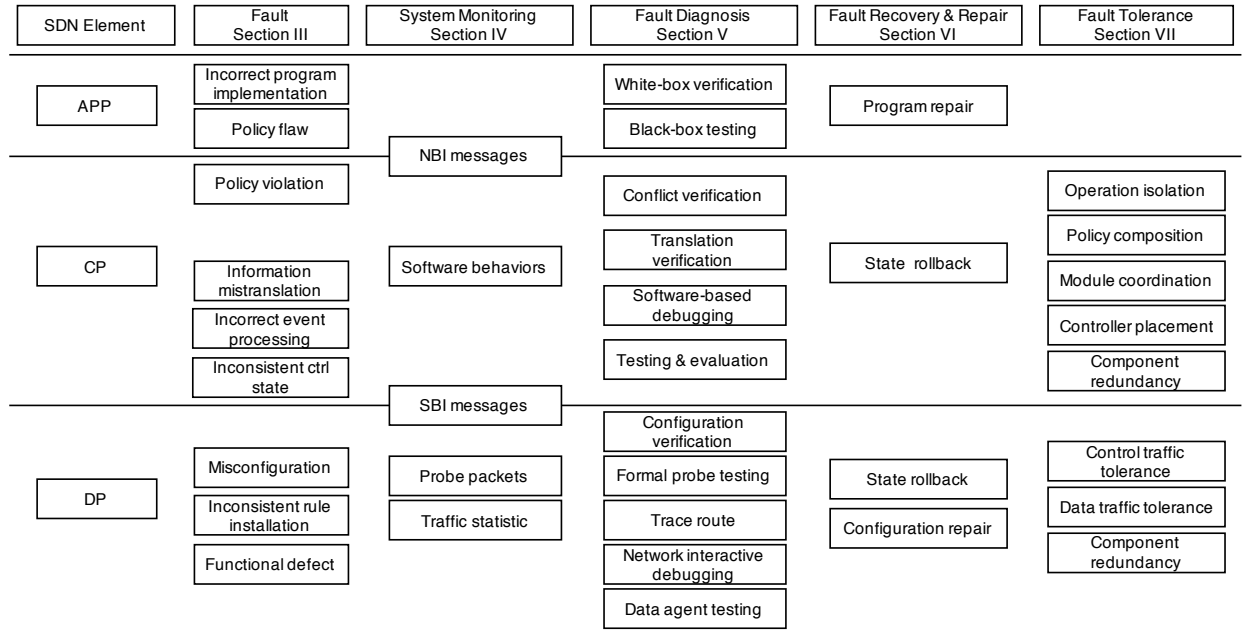 SDN Element
Fault
Section III
System Monitoring
Section IV
Fault Diagnosis
Section V
Fault Recovery & Repair
Section VI
Fault Tolerance
Section VII
APP
Incorrect program
implementation
Policy flaw
White-box verification
Black-box testing
Program repair
NBI messages
CP
Policy violation
Information
mistranslation
Incorrect event
processing
Inconsistent ctrl
state
Software behaviors
Conflict verification
Translation
verification
Software-based
debugging
Testing & evaluation
State rollback
Operation isolation
Policy composition
Module coordination
Controller placement
Component
redundancy
SBI messages
DP
Misconfiguration
Inconsistent rule
installation
Functional defect
Probe packets
Traffic statistic
Configuration
verification
Formal probe testing
Trace route
Network interactive
debugging
Data agent testing
State rollback
Configuration repair
Control traffic
tolerance
Data traffic tolerance
Component
redundancy